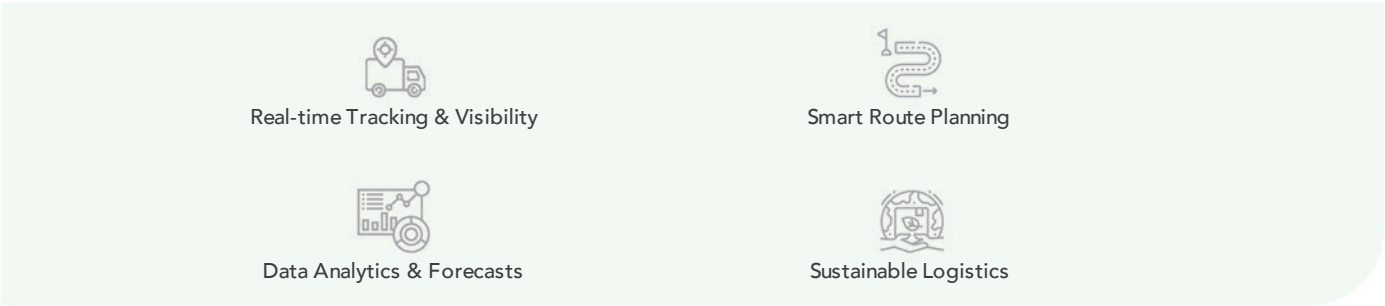 Real-time Tracking & Visibility
Smart Route Planning
Data Analytics & Forecasts
Sustainable Logistics